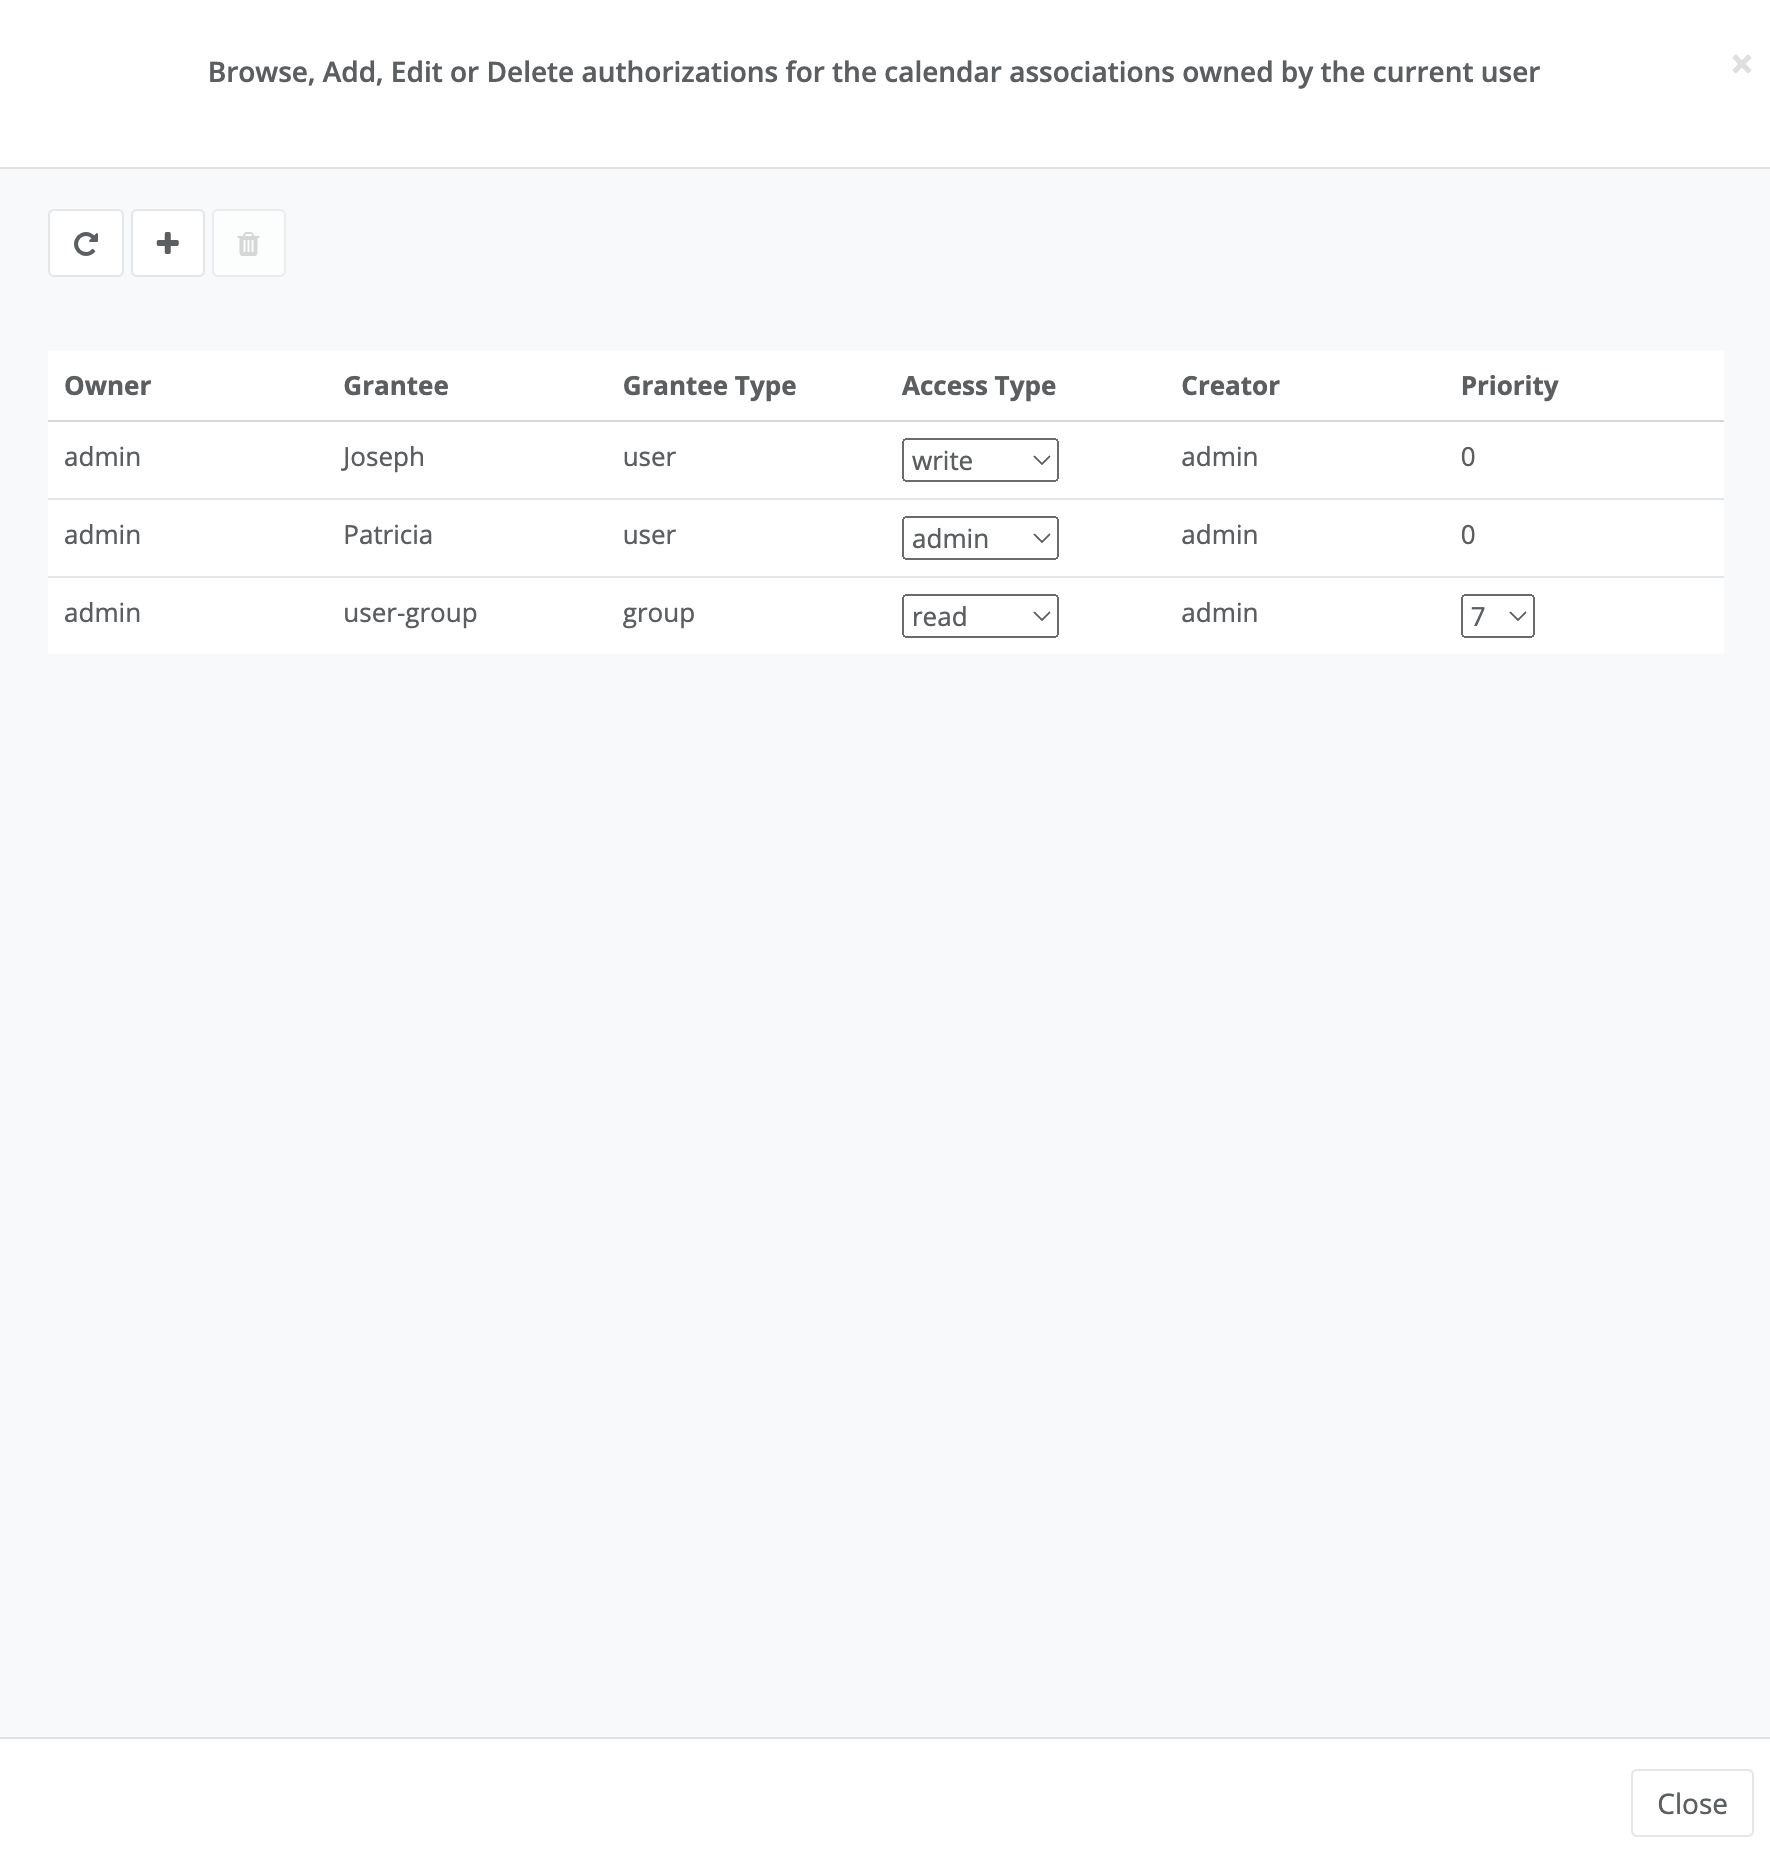 Browse, Add, Edit or Delete authorizations for the calendar associations owned by the current user
Owner Grantee Grantee Type Access Type Creator Priority
admin Joseph user write admin 0
admin Patricia user admin admin 0
admin user-group group read admin 7
Close